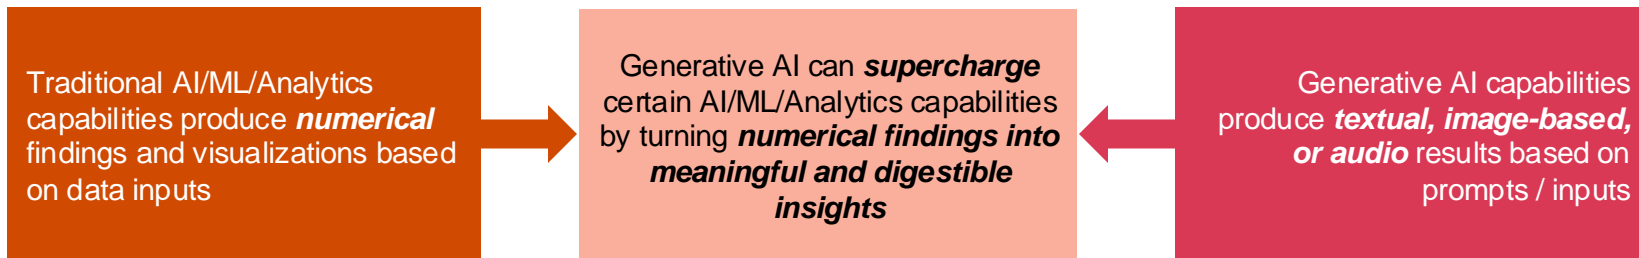 Traditional AI/ML/Analytics
capabilities produce numerical
findings and visualizations based
on data inputs
Generative AI can supercharge
certain AI/ML/Analytics capabilities
by turning numerical findings into
meaningful and digestible
insights
Generative AI capabilities
produce textual, image-based,
or audio results based on
prompts / inputs